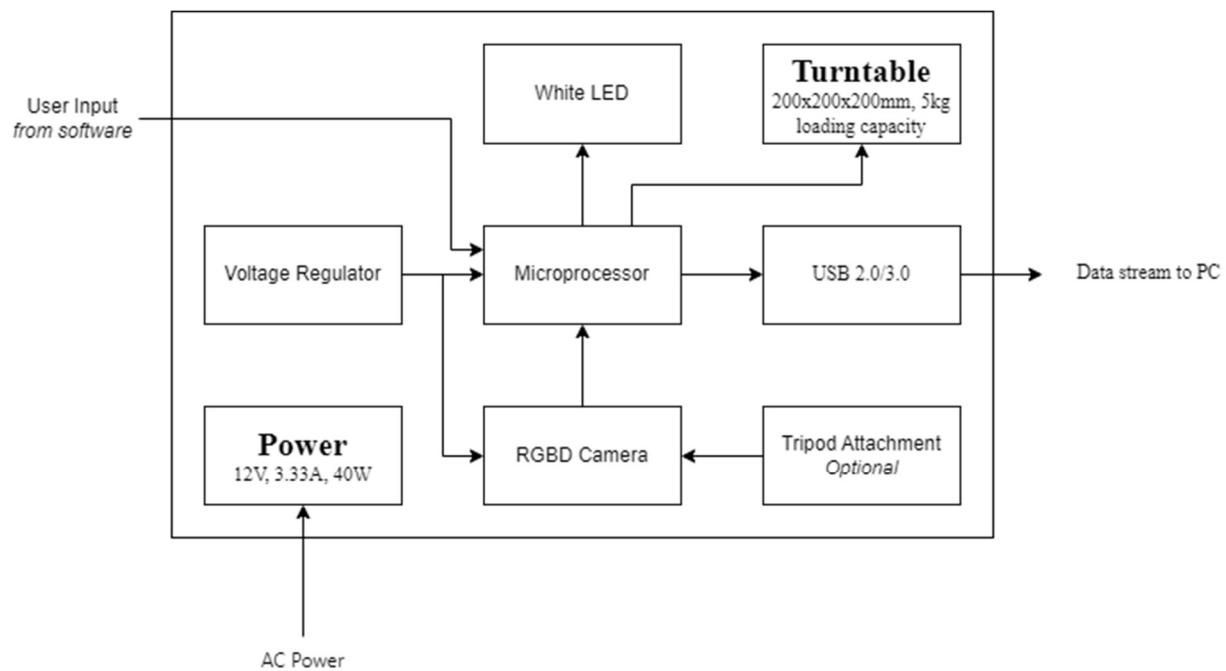 White LED
Turntable
200x200x200mm, 5kg
loading capacity
User Input
from software
Voltage Regulator
Microprocessor
USB 2.0/3.0
Data stream to PC
Power
12V, 3.33A, 40W
RGBD Camera
Tripod Attachment
Optional
AC Power